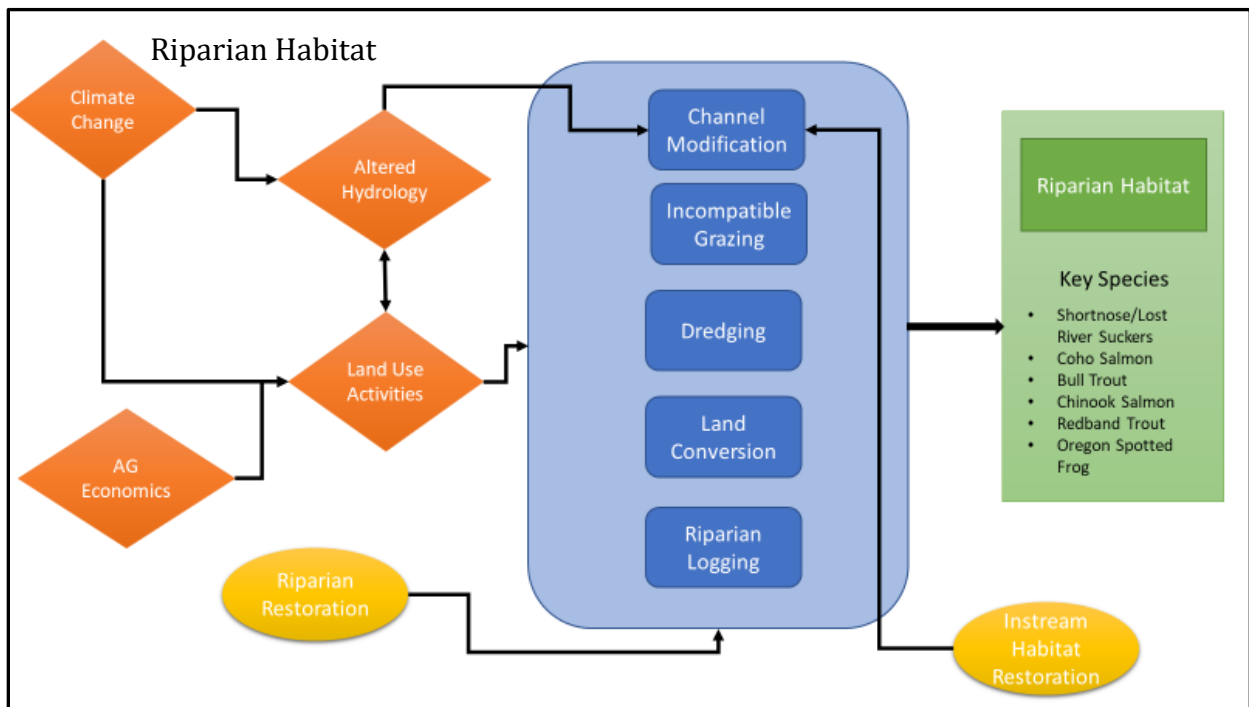 Riparian Habitat
Climate
Change
Altered
Hydrology
Land Use
Activities
AG
Economics
Riparian
Restoration
Channel
Modification
Incompatible
Grazing
Dredging
Land
Conversion
Riparian
Logging
Instream
Habitat
Restoration
Riparian Habitat
Key Species
• Shortnose/Lost
River Suckers
• Coho Salmon
• Bull Trout
• Chinook Salmon
• Redband Trout
• Oregon Spotted
Frog